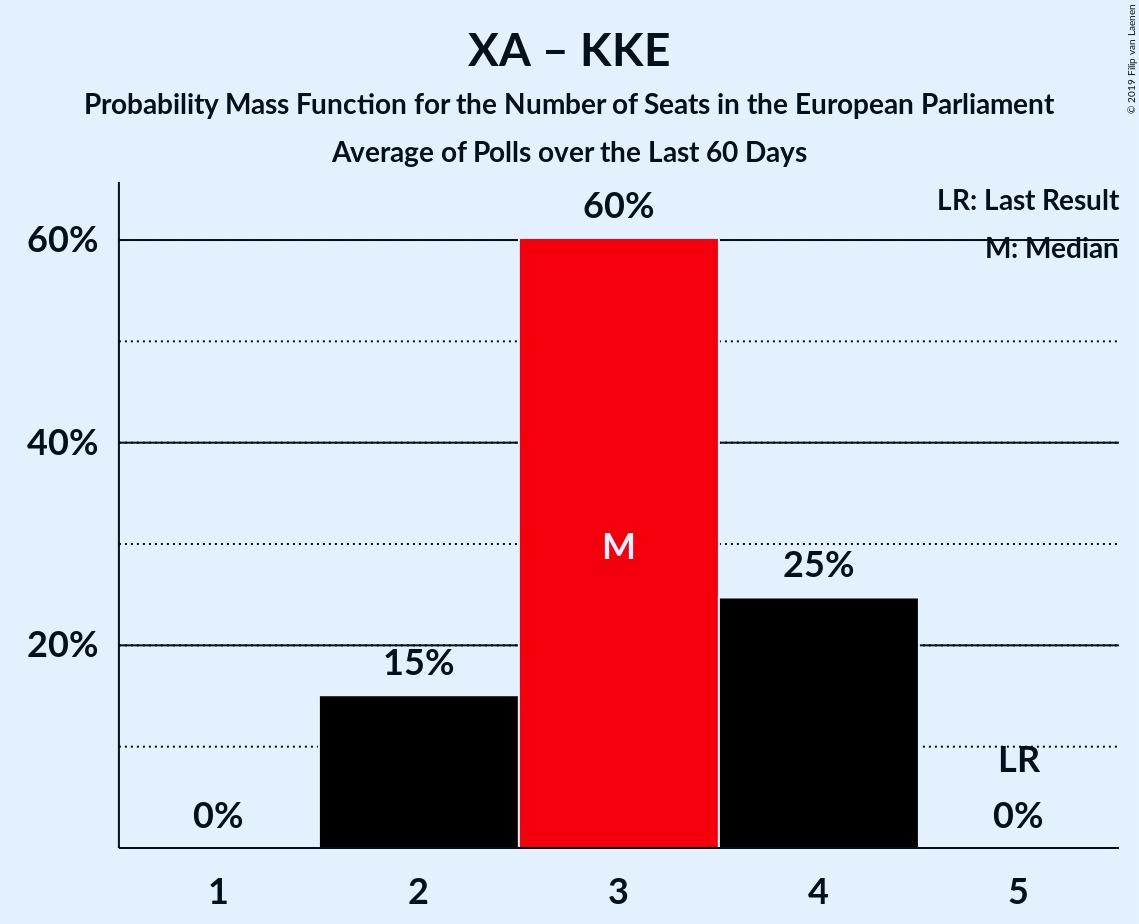 XA – KKE
Probability Mass Function for the Number of Seats in the European Parliament
Average of Polls over the Last 60 Days
© 2019 Filip van Laenen
LR: Last Result
M: Median
60%
40%
20%
0%
15%
60%
M
25%
LR
0%
1 2 3 4 5